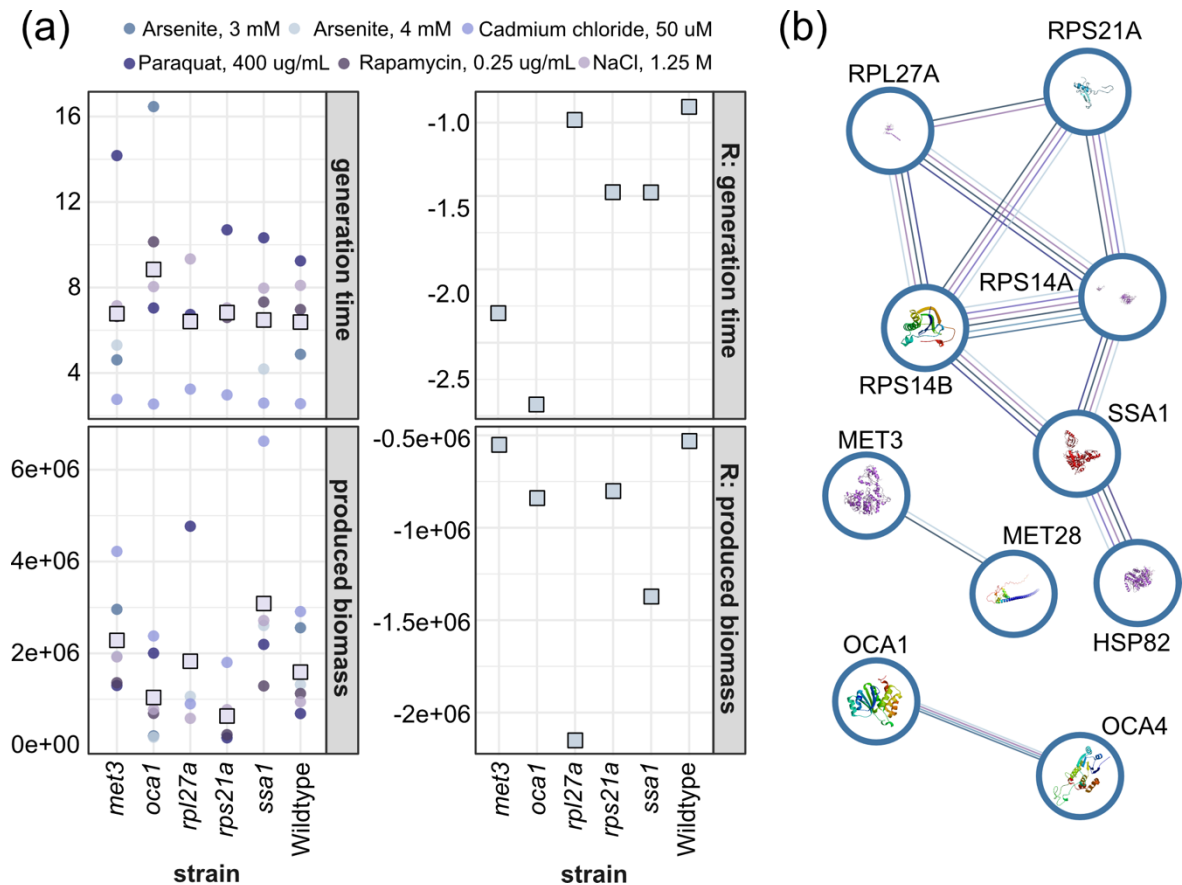 (a)
Arsenite, 3 mM Arsenite, 4 mM Cadmium chloride, 50 uM
Paraquat, 400 ug/mL Rapamycin, 0.25 ug/mL NaCl, 1.25 M
16
12
8
4
generation time
-1.0
-1.5
-2.0
-2.5
R: generation time
6e+06
4e+06
2e+06
0e+00
produced biomass
-0.5e+06
-1e+06
-1.5e+06
-2e+06
R: produced biomass
met3
oca1
rpl27a
rps21a
ssa1
Wildtype
strain
met3
oca1
rpl27a
rps21a
ssa1
Wildtype
strain
(b)
RPS21A
RPL27A
RPS14A
RPS14B
SSA1
MET3
MET28
HSP82
OCA1
OCA4